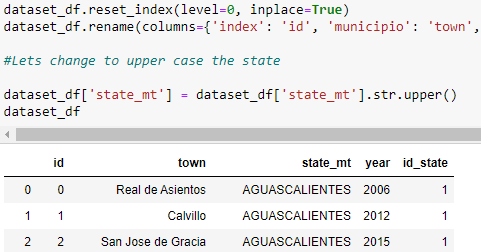 dataset_df.reset_index(level=0, inplace=True)
dataset_df.rename(columns={'index': 'id', 'municipio': 'town',
#Lets change to upper case the state
dataset_df['state_mt'] = dataset_df['state_mt'].str.upper()
dataset_df
id town state_mt year id_state
0 0 Real de Asientos AGUASCALIENTES 2006 1
1 1 Calvillo AGUASCALIENTES 2012 1
2 2 San Jose de Gracia AGUASCALIENTES 2015 1